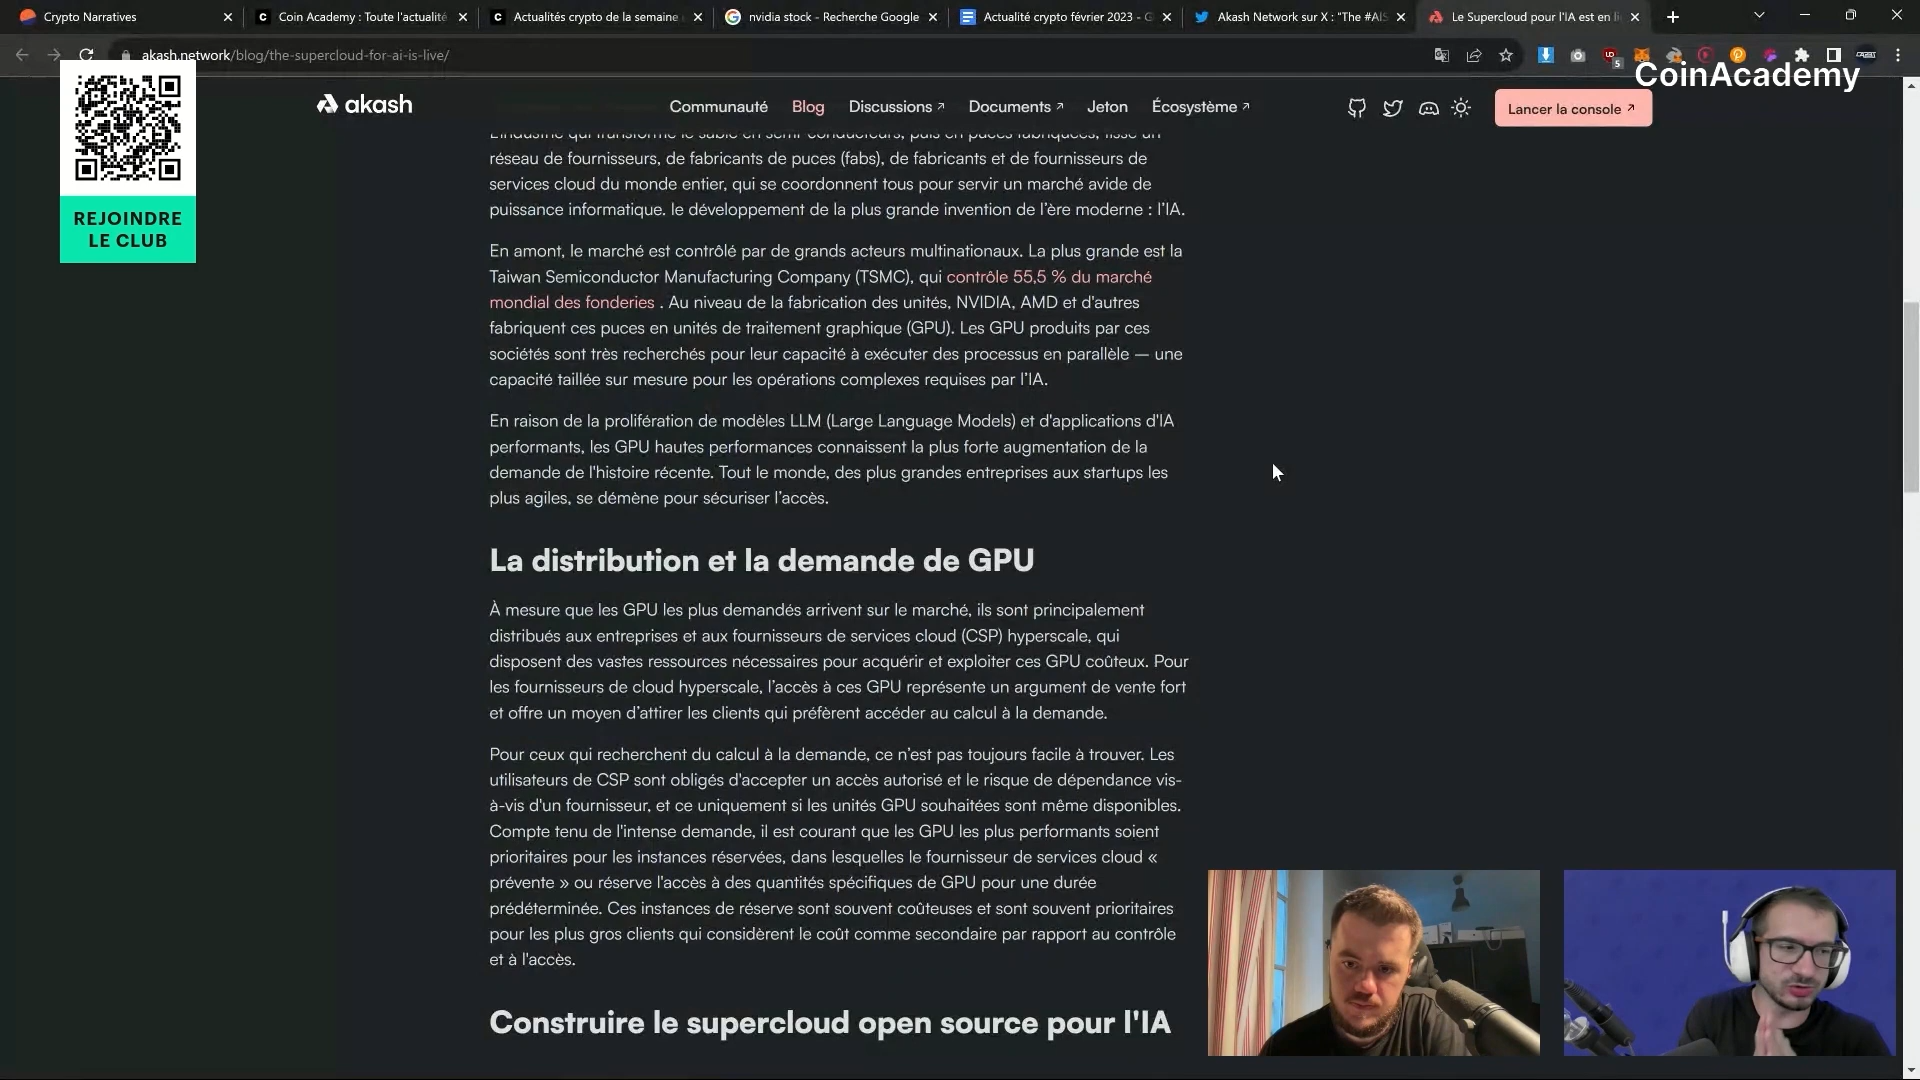 Crypto Narratives
Coin Academy : Toute l'actualité
Actualités crypto de la semaine
nvidia stock - Recherche Google
Actualité crypto février 2023 - G
Akash Network sur X : "The #AIS
Le Supercloud pour l'IA est en li
akash.network/blog/the-supercloud-for-ai-is-live/
5
CoinAcademy
akash
Communauté
Blog
Discussions ↗
Documents ↗
Jeton
Écosystème ↗
Lancer la console ↗
REJOINDRE
LE CLUB
L'industrie qui transforme le sable en semi-conducteurs, puis en puces fabriquées, tisse un
réseau de fournisseurs, de fabricants de puces (fabs), de fabricants et de fournisseurs de
services cloud du monde entier, qui se coordonnent tous pour servir un marché avide de
puissance informatique. le développement de la plus grande invention de l’ère moderne : l’IA.
En amont, le marché est contrôlé par de grands acteurs multinationaux. La plus grande est la
Taiwan Semiconductor Manufacturing Company (TSMC), qui contrôle 55,5 % du marché
mondial des fonderies . Au niveau de la fabrication des unités, NVIDIA, AMD et d'autres
fabriquent ces puces en unités de traitement graphique (GPU). Les GPU produits par ces
sociétés sont très recherchés pour leur capacité à exécuter des processus en parallèle — une
capacité taillée sur mesure pour les opérations complexes requises par l’IA.
En raison de la prolifération de modèles LLM (Large Language Models) et d'applications d'IA
performants, les GPU hautes performances connaissent la plus forte augmentation de la
demande de l'histoire récente. Tout le monde, des plus grandes entreprises aux startups les
plus agiles, se démène pour sécuriser l’accès.
La distribution et la demande de GPU
À mesure que les GPU les plus demandés arrivent sur le marché, ils sont principalement
distribués aux entreprises et aux fournisseurs de services cloud (CSP) hyperscale, qui
disposent des vastes ressources nécessaires pour acquérir et exploiter ces GPU coûteux. Pour
les fournisseurs de cloud hyperscale, l’accès à ces GPU représente un argument de vente fort
et offre un moyen d’attirer les clients qui préfèrent accéder au calcul à la demande.
Pour ceux qui recherchent du calcul à la demande, ce n’est pas toujours facile à trouver. Les
utilisateurs de CSP sont obligés d'accepter un accès autorisé et le risque de dépendance vis-
à-vis d'un fournisseur, et ce uniquement si les unités GPU souhaitées sont même disponibles.
Compte tenu de l'intense demande, il est courant que les GPU les plus performants soient
prioritaires pour les instances réservées, dans lesquelles le fournisseur de services cloud «
prévente » ou réserve l'accès à des quantités spécifiques de GPU pour une durée
prédéterminée. Ces instances de réserve sont souvent coûteuses et sont souvent prioritaires
pour les plus gros clients qui considèrent le coût comme secondaire par rapport au contrôle
et à l'accès.
Construire le supercloud open source pour l'IA